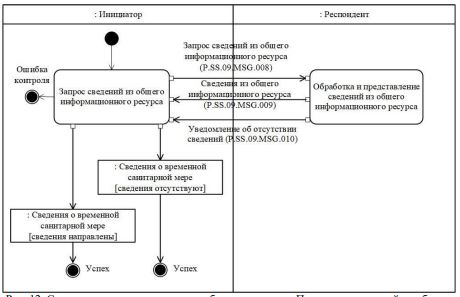 : Инициатор
: Респондент
Запрос сведений из общего
информационного ресурса
(P.SS.09.MSG.008)
Ошибка
контроля
Запрос сведений из общего
информационного ресурса
Сведения из общего
информационного ресурса
(P.SS.09.MSG.009)
Обработка и представление
сведений из общего
информационного ресурса
Уведомление об отсутствии
сведений (P.SS.09.MSG.010)
: Сведения о временной
санитарной мере
[сведения отсутствуют]
: Сведения о временной
санитарной мере
[сведения направлены]
Успех
Успех